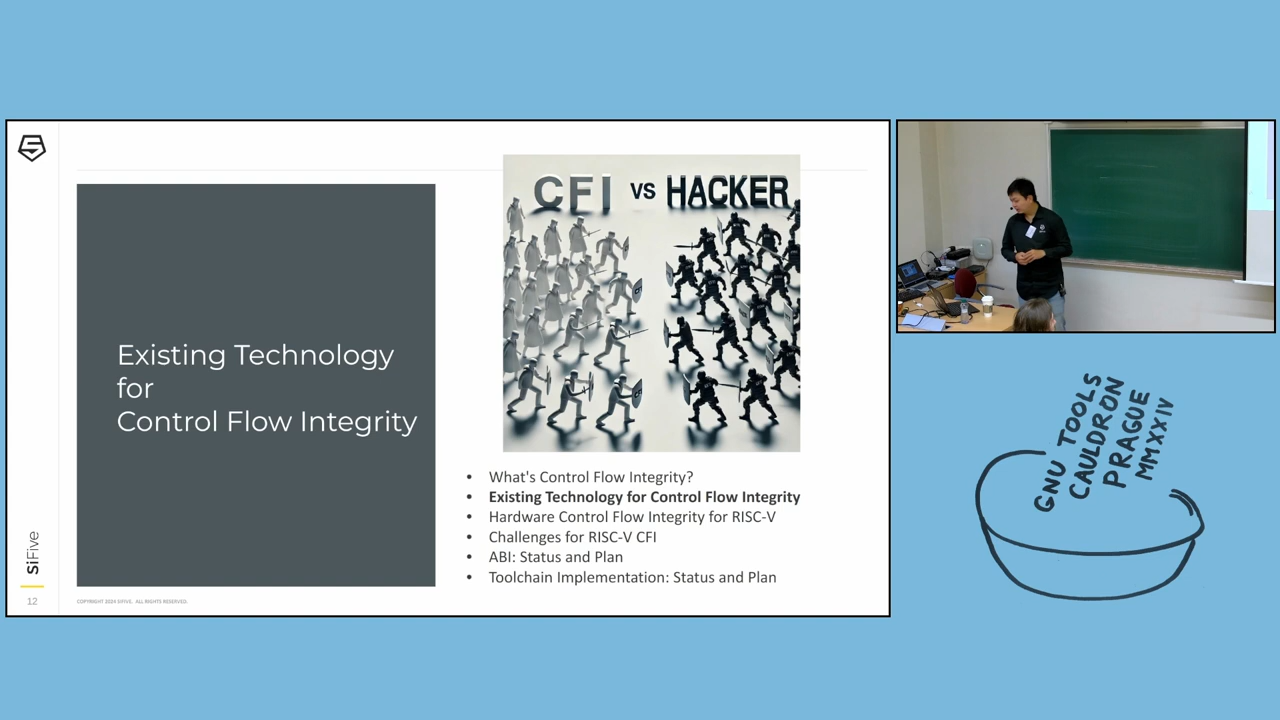 CFI VS HACKER
Existing Technology
for
Control Flow Integrity
• What's Control Flow Integrity?
• Existing Technology for Control Flow Integrity
• Hardware Control Flow Integrity for RISC-V
• Challenges for RISC-V CFI
• ABI: Status and Plan
• Toolchain Implementation: Status and Plan
SiFive
12
COPYRIGHT 2024 SIFIVE. ALL RIGHTS RESERVED.
GNU TOOLS
CAULDRON
PRAGUE
MMXXIV